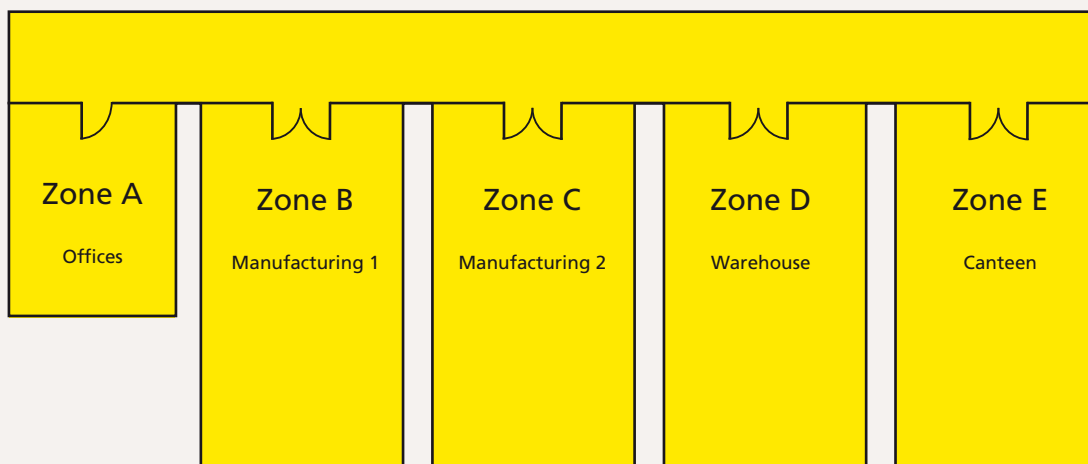 Zone A
Offices
Zone B
Manufacturing 1
Zone C
Manufacturing 2
Zone D
Warehouse
Zone E
Canteen